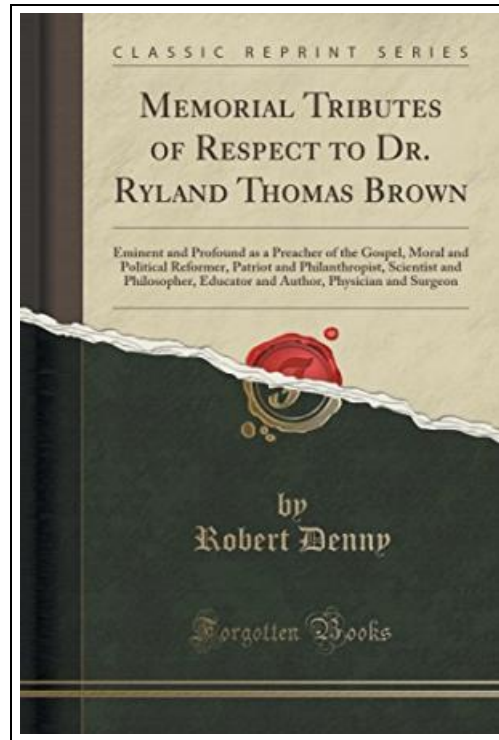 CLASSIC REPRINT SERIES
MEMORIAL TRIBUTES
OF RESPECT TO DR.
RYLAND THOMAS BROWN
Eminent and Profound as a Preacher of the Gospel, Moral and
Political Reformer, Patriot and Philanthropist, Scientist and
Philosopher, Educator and Author, Physician and Surgeon
by
Robert Denny
Forgotten Books